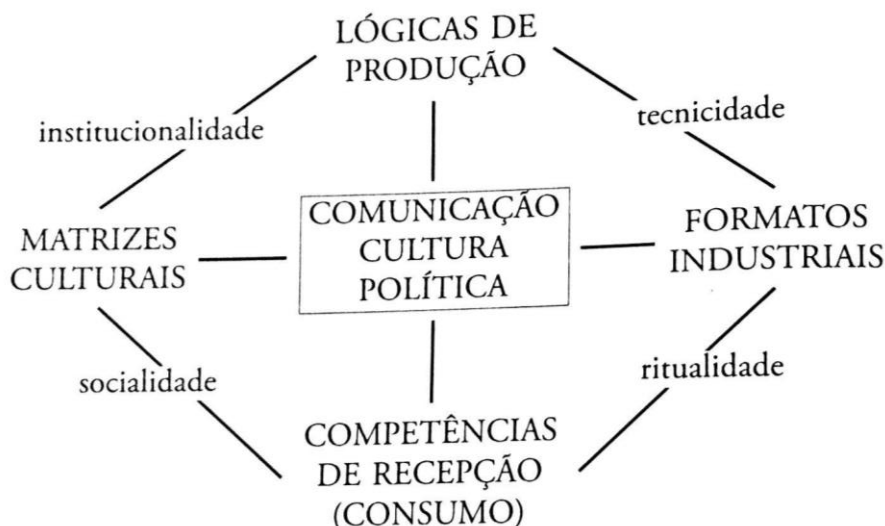 LÓGICAS DE
PRODUÇÃO
institucionalidade
tecnicidade
MATRIZES
CULTURAIS
COMUNICAÇÃO
CULTURA
POLÍTICA
FORMATOS
INDUSTRIAIS
socialidade
ritualidade
COMPETÊNCIAS
DE RECEPÇÃO
(CONSUMO)